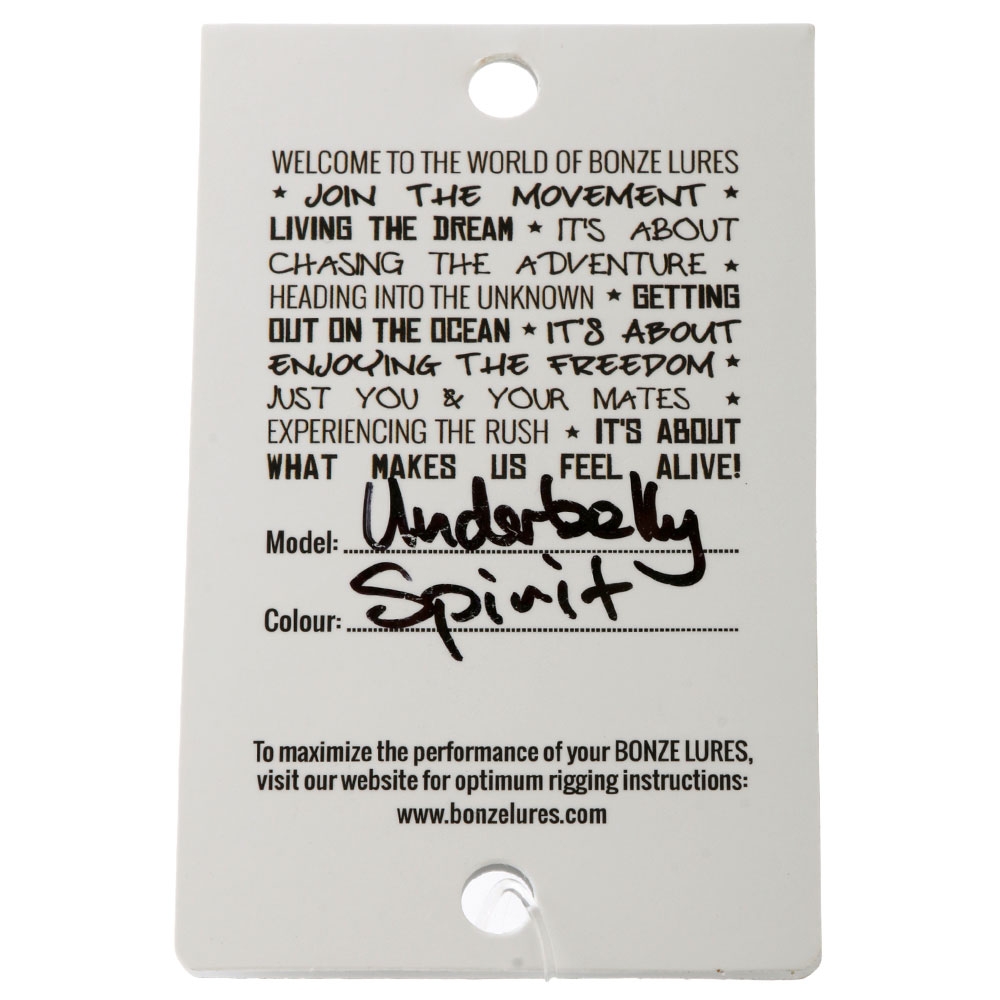 WELCOME TO THE WORLD OF BONZE LURES
★ JOIN THE MOVEMENT ★
LIVING THE DREAM ★ IT'S ABOUT
CHASING THE ADVENTURE ★
HEADING INTO THE UNKNOWN ★ GETTING
OUT ON THE OCEAN ★ IT'S ABOUT
ENJOYING THE FREEDOM ★
JUST YOU & YOUR MATES ★
EXPERIENCING THE RUSH ★ IT'S ABOUT
WHAT MAKES US FEEL ALIVE!
Model: Underbelly
Colour: Spirit
To maximize the performance of your BONZE LURES,
visit our website for optimum rigging instructions:
www.bonzelures.com